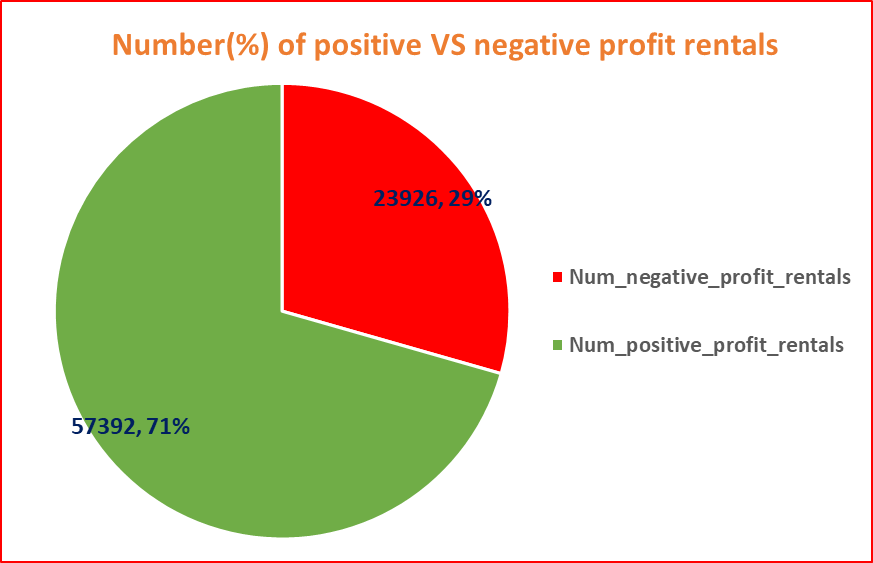 Number(%) of positive VS negative profit rentals
23926, 29%
Num_negative_profit_rentals
Num_positive_profit_rentals
57392, 71%